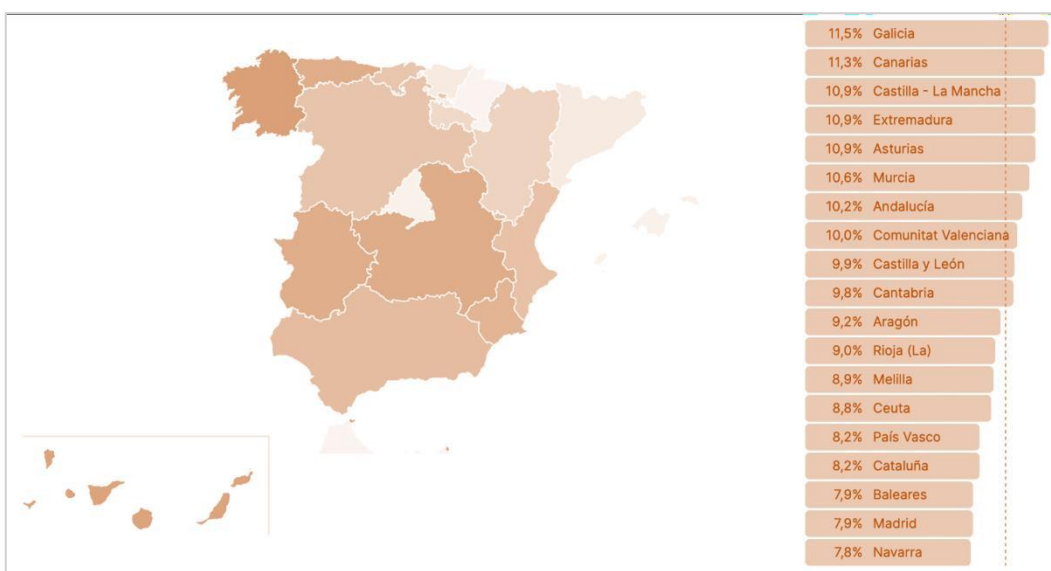 11,5% Galicia
11,3% Canarias
10,9% Castilla - La Mancha
10,9% Extremadura
10,9% Asturias
10,6% Murcia
10,2% Andalucía
10,0% Comunitat Valenciana
9,9% Castilla y León
9,8% Cantabria
9,2% Aragón
9,0% Rioja (La)
8,9% Melilla
8,8% Ceuta
8,2% País Vasco
8,2% Cataluña
7,9% Baleares
7,9% Madrid
7,8% Navarra